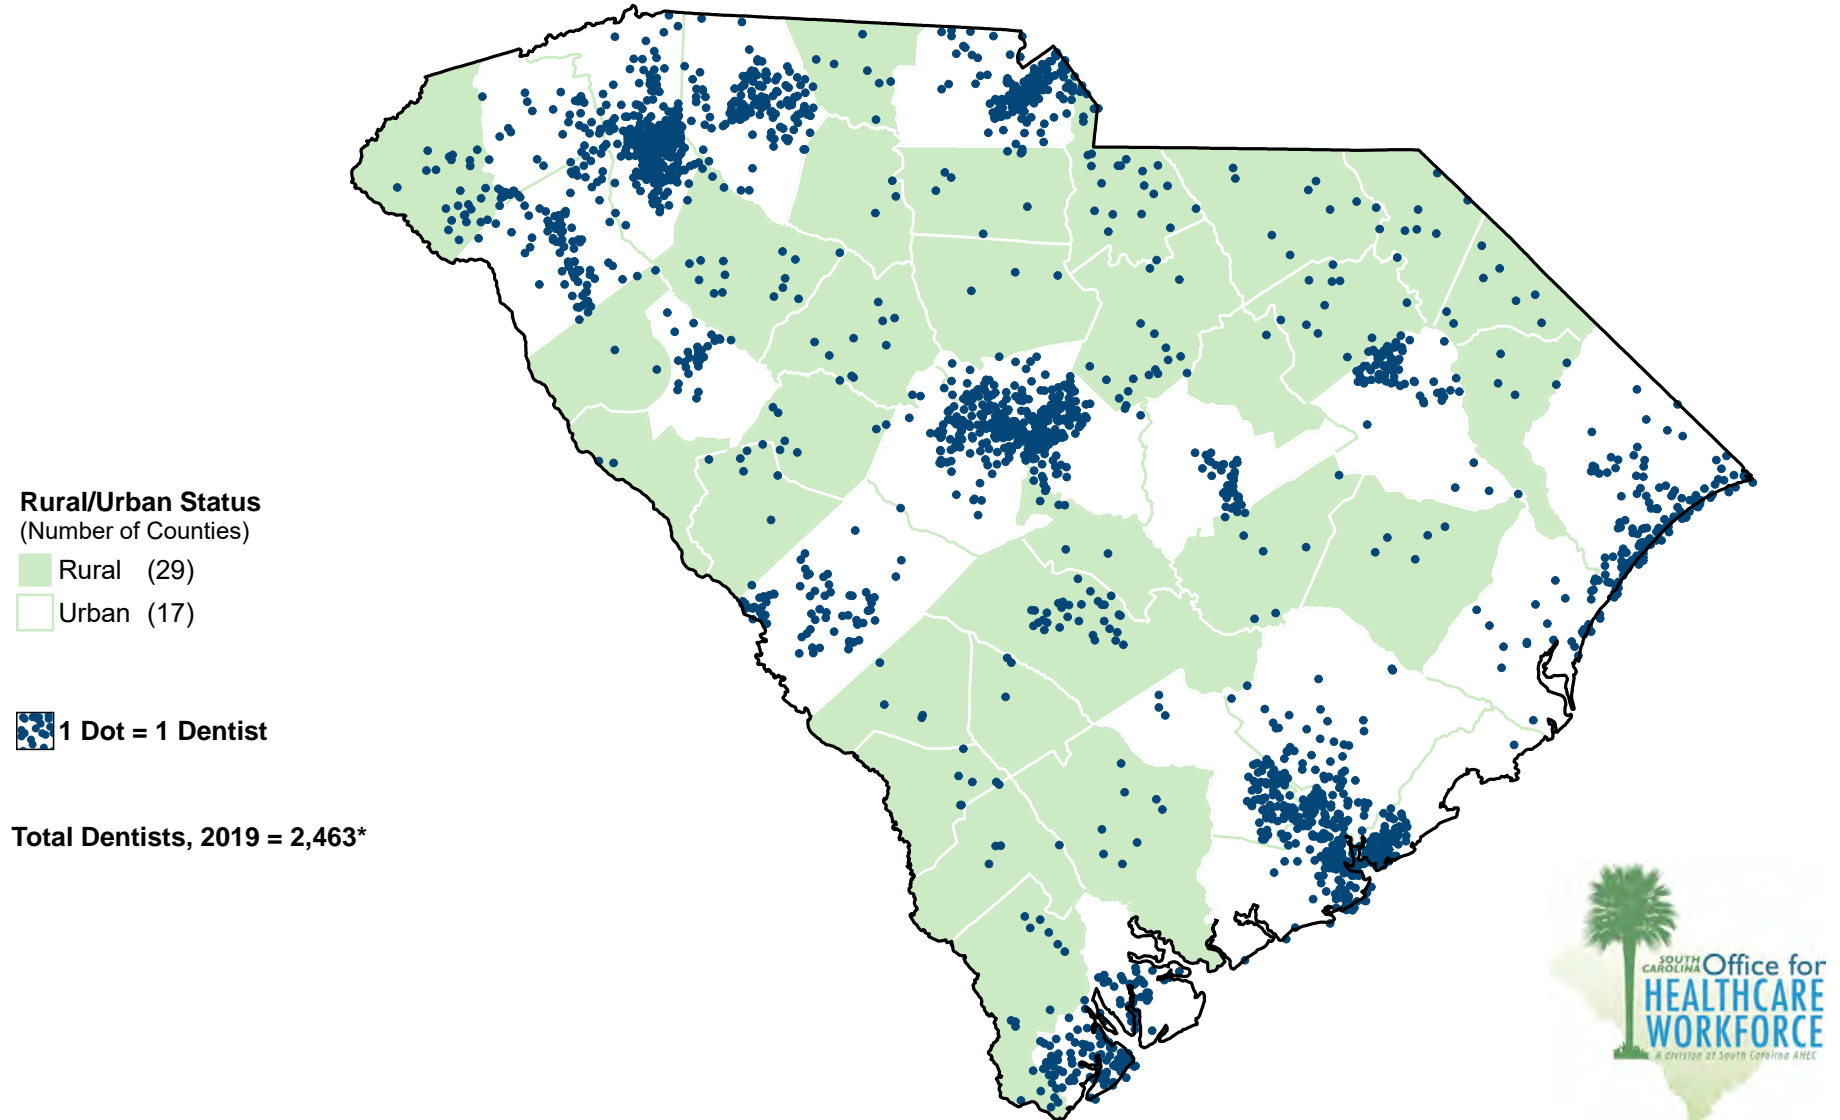 Rural/Urban Status
(Number of Counties)
Rural (29)
Urban (17)
1 Dot = 1 Dentist
Total Dentists, 2019 = 2,463*
SOUTH CAROLINA Office for
HEALTHCARE
WORKFORCE
A division of South Carolina AHEC